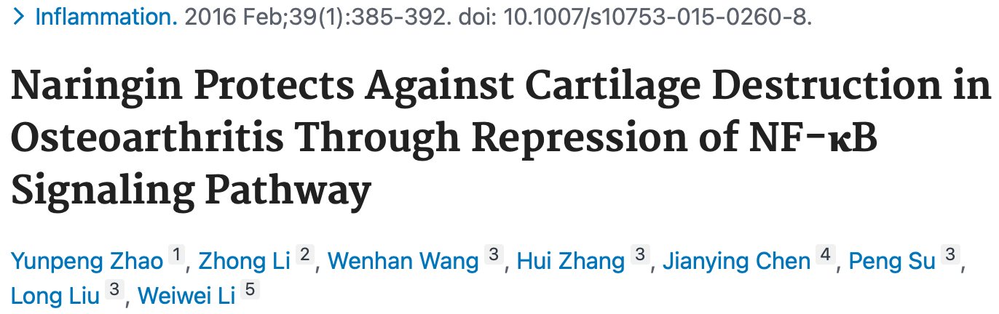 > Inflammation. 2016 Feb;39(1):385-392. doi: 10.1007/s10753-015-0260-8.
Naringin Protects Against Cartilage Destruction in
Osteoarthritis Through Repression of NF-κB
Signaling Pathway
Yunpeng Zhao 1, Zhong Li 2, Wenhan Wang 3, Hui Zhang 3, Jianying Chen 4, Peng Su 3,
Long Liu 3, Weiwei Li 5